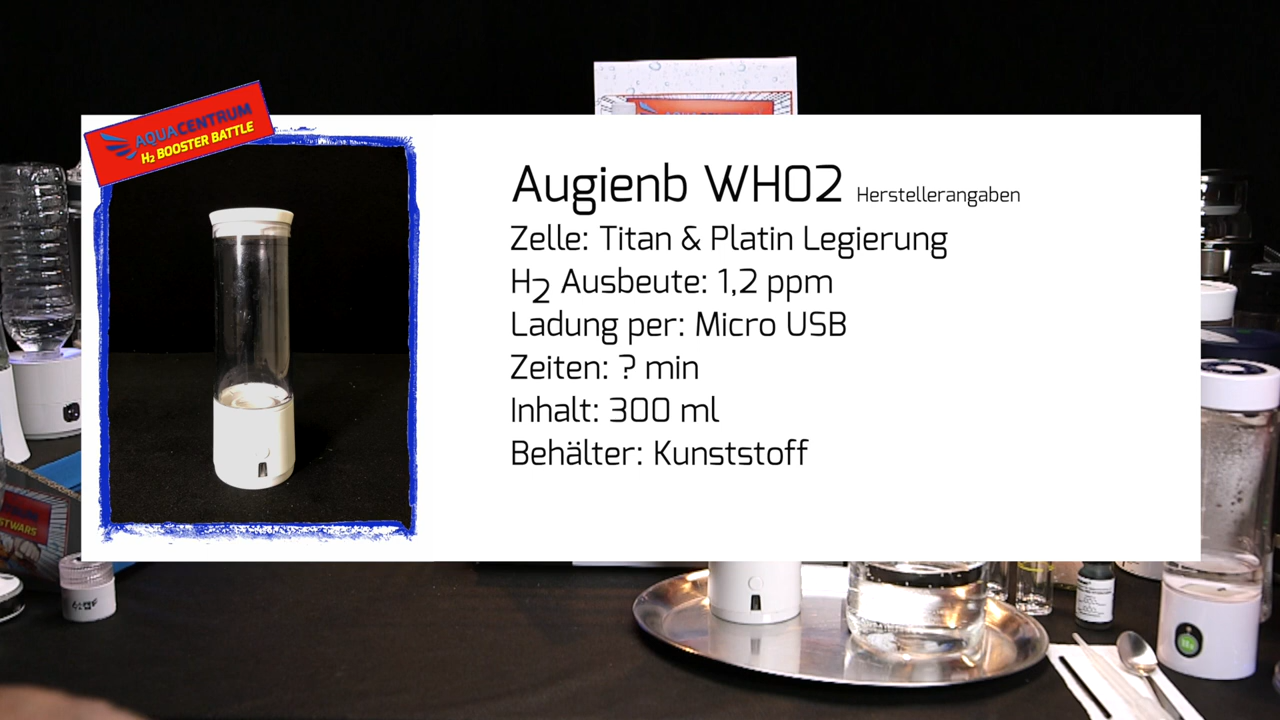 AQUACENTRUM
H₂ BOOSTER BATTLE
Augienb WH02 Herstellerangaben
Zelle: Titan & Platin Legierung
H₂ Ausbeute: 1,2 ppm
Ladung per: Micro USB
Zeiten: ? min
Inhalt: 300 ml
Behälter: Kunststoff
STWARS